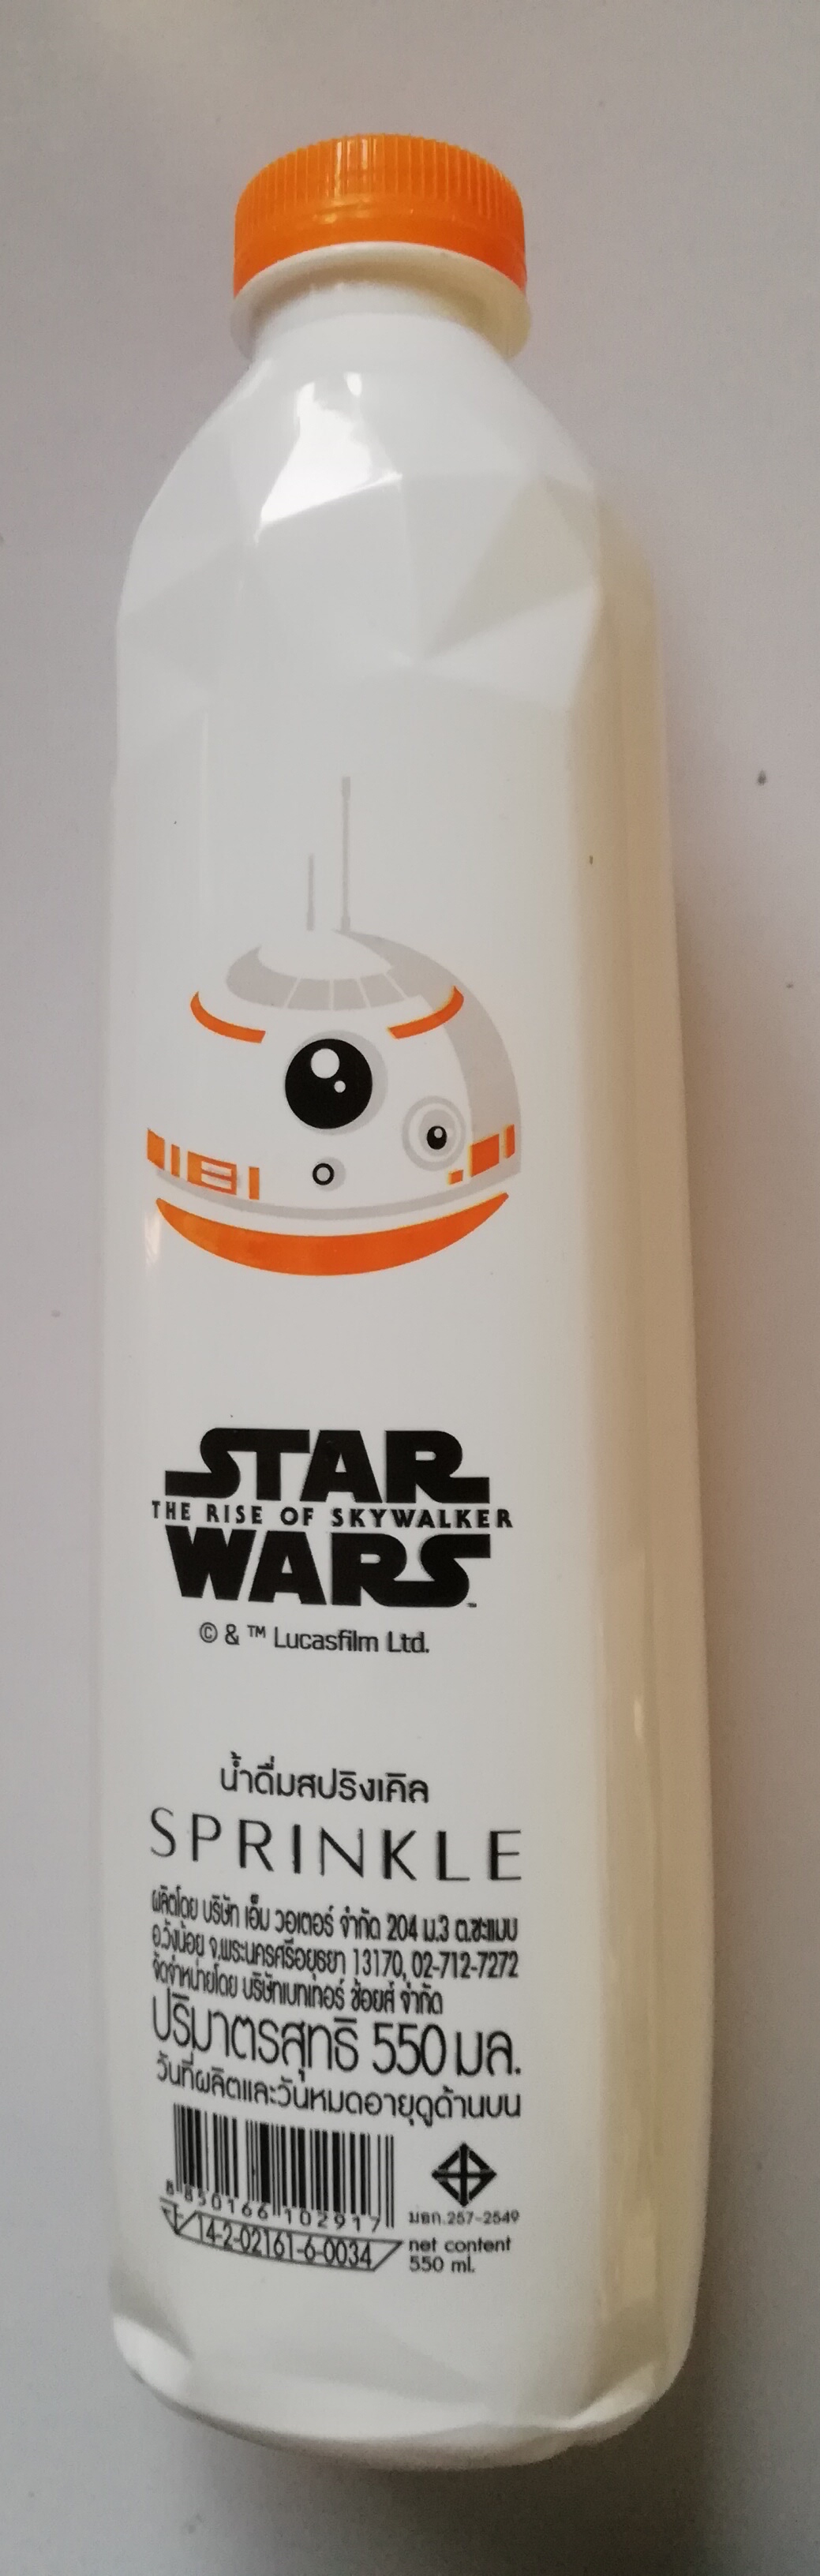 STAR
THE RISE OF SKYWALKER
WARS
© & ™ Lucasfilm Ltd.
น้ำดื่มสปริงเคิล
SPRINKLE
ผลิตโดย บริษัท เอ็ม วอเตอร์ จำกัด 204 ม.3 ต.ชะแมบ
อ.วังน้อย จ.พระนครศรีอยุธยา 13170, 02-712-7272
จัดจำหน่ายโดย บริษัทเบทเทอร์ ช้อยส์ จำกัด
ปริมาตรสุทธิ 550 มล.
วันที่ผลิตและวันหมดอายุดูด้านบน
8 850166 102917
มอก.257-2549
14-2-02161-6-0034
net content
550 ml.